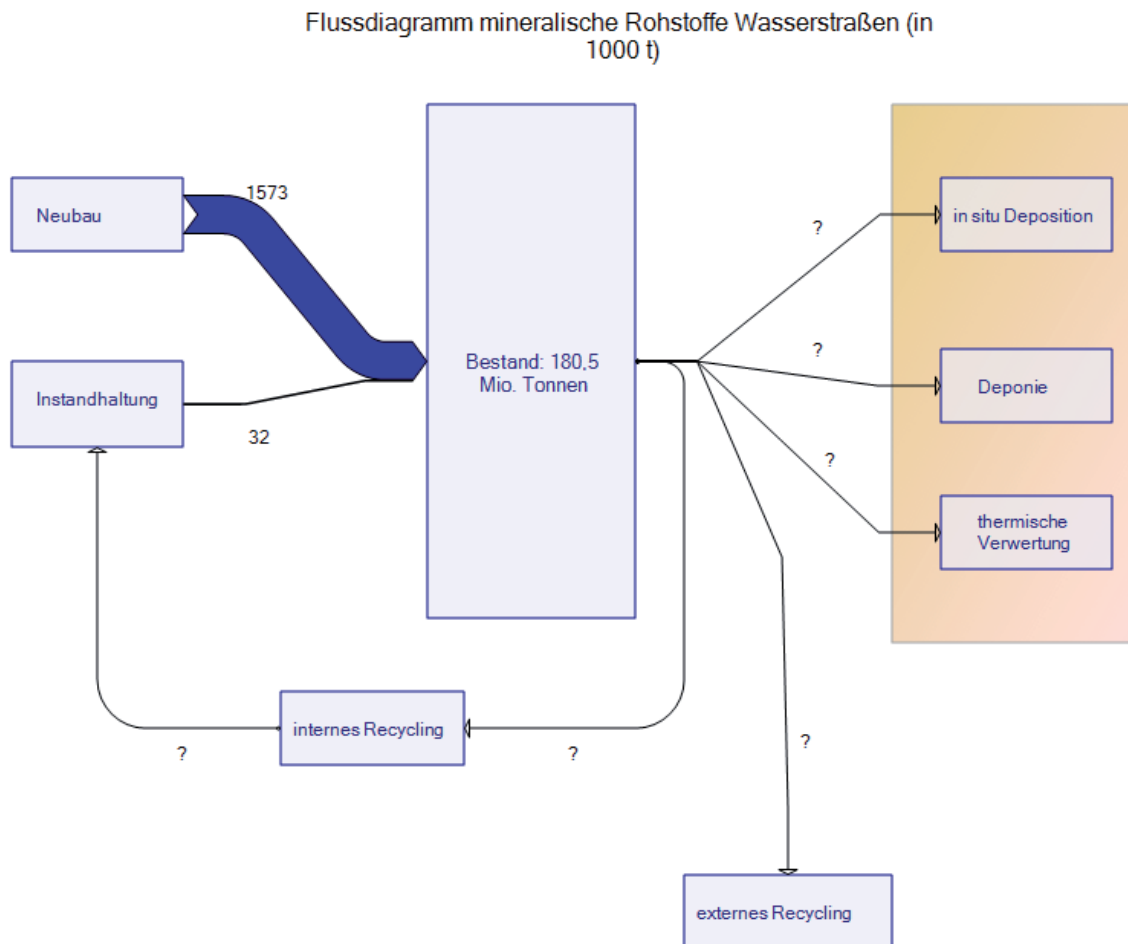 Flussdiagramm mineralische Rohstoffe Wasserstraßen (in
1000 t)
1573
Neubau
in situ Deposition
?
?
Bestand: 180,5
Mio. Tonnen
Deponie
Instandhaltung
32
?
thermische
Verwertung
internes Recycling
?
?
?
externes Recycling